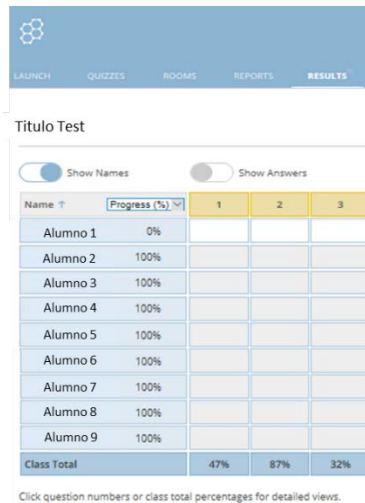 LAUNCH QUIZZES ROOMS REPORTS RESULTS
Titulo Test
Show Names Show Answers
Name ↑ Progress (%) 1 2 3
Alumno 1 0%
Alumno 2 100%
Alumno 3 100%
Alumno 4 100%
Alumno 5 100%
Alumno 6 100%
Alumno 7 100%
Alumno 8 100%
Alumno 9 100%
Class Total 47% 87% 32%
Click question numbers or class total percentages for detailed views.